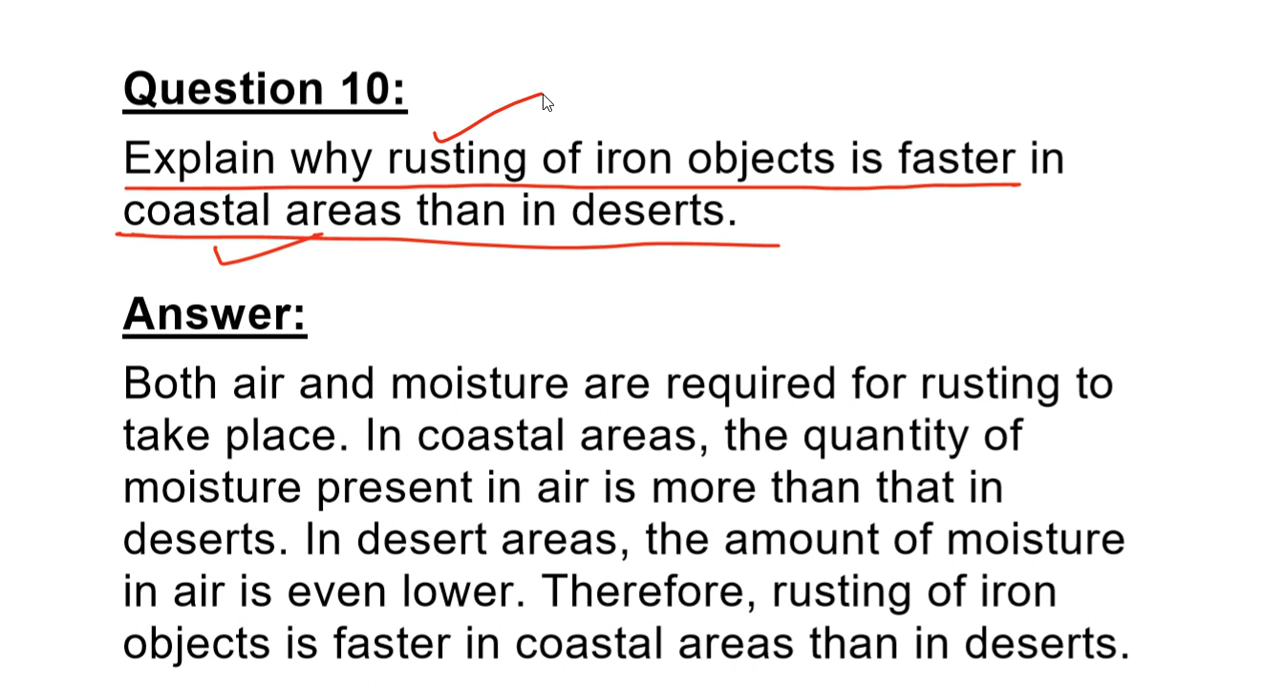 Question 10:
Explain why rusting of iron objects is faster in
coastal areas than in deserts.
Answer:
Both air and moisture are required for rusting to
take place. In coastal areas, the quantity of
moisture present in air is more than that in
deserts. In desert areas, the amount of moisture
in air is even lower. Therefore, rusting of iron
objects is faster in coastal areas than in deserts.